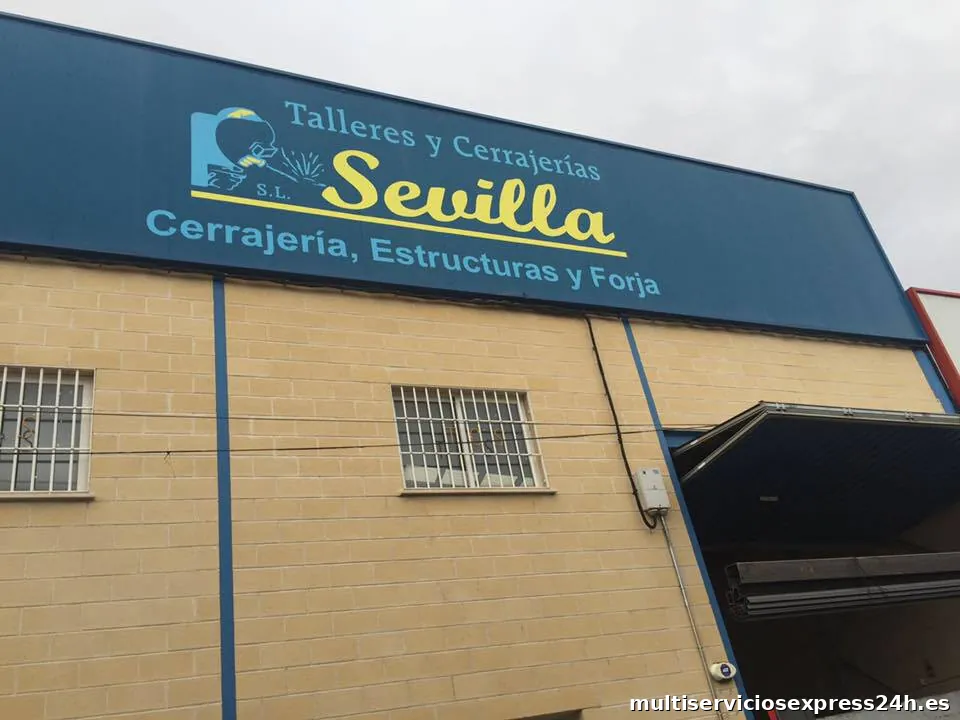 Talleres y Cerrajerías
S.L.
Sevilla
Cerrajería, Estructuras y Forja
multiserviciosexpress24h.es